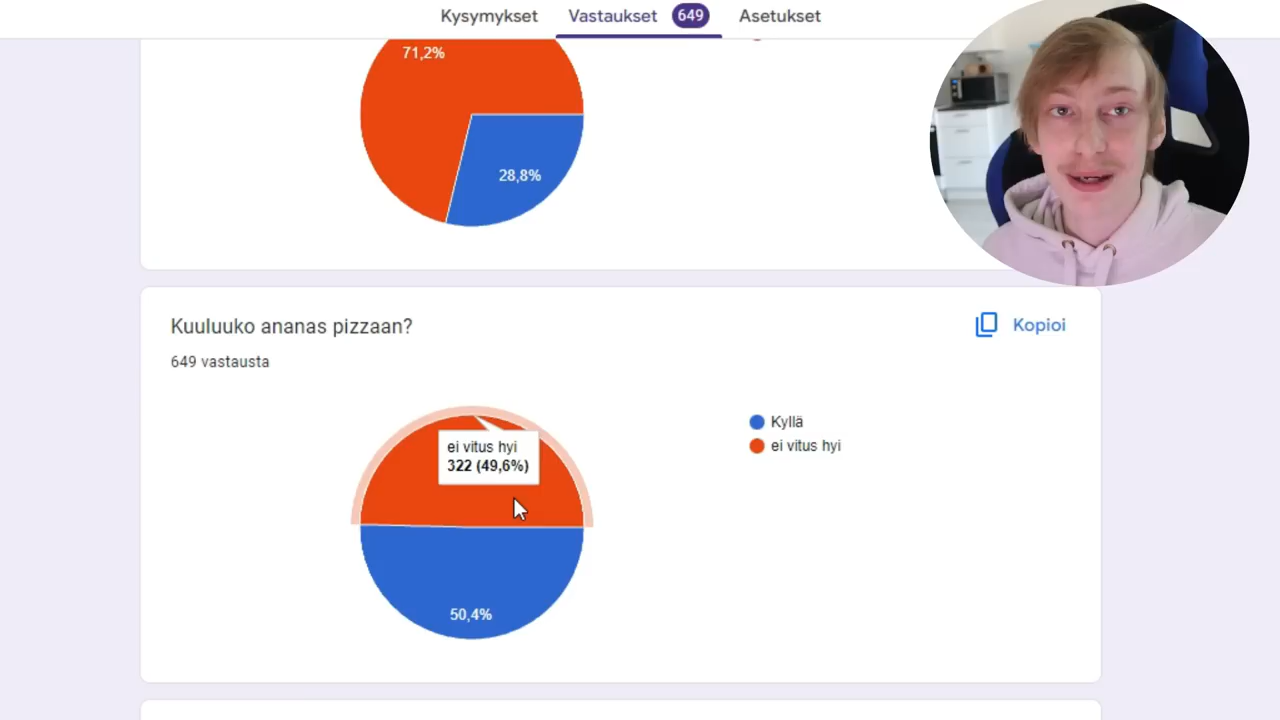 Kysymykset Vastaukset 649 Asetukset
71,2%
28,8%
Kuuluuko ananas pizzaan?
Kopioi
649 vastausta
Kyllä
ei vitus hyi
ei vitus hyi
322 (49,6%)
50,4%